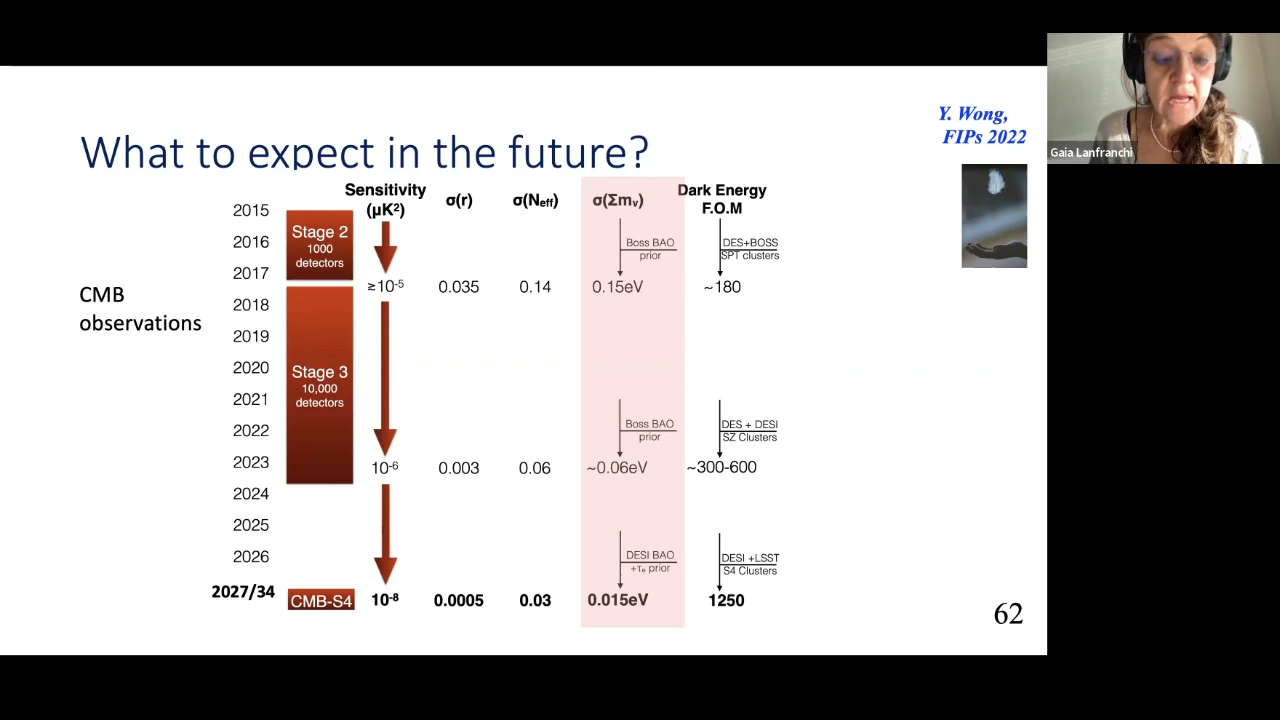 Y. Wong,
FIPs 2022
Gaia Lanfranchi
What to expect in the future?
CMB
observations
Sensitivity
(μK²)
σ(r)
σ(Neff)
σ(Σmν)
Dark Energy
F.O.M
2015
2016
2017
2018
2019
2020
2021
2022
2023
2024
2025
2026
2027/34
Stage 2
1000
detectors
Boss BAO
prior
DES+BOSS
SPT clusters
≥10⁻⁵
0.035
0.14
0.15eV
~180
Stage 3
10,000
detectors
Boss BAO
prior
DES + DESI
SZ Clusters
10⁻⁶
0.003
0.06
~0.06eV
~300-600
DESI BAO
+τₑ prior
DESI +LSST
S4 Clusters
CMB-S4
10⁻⁸
0.0005
0.03
0.015eV
1250
62